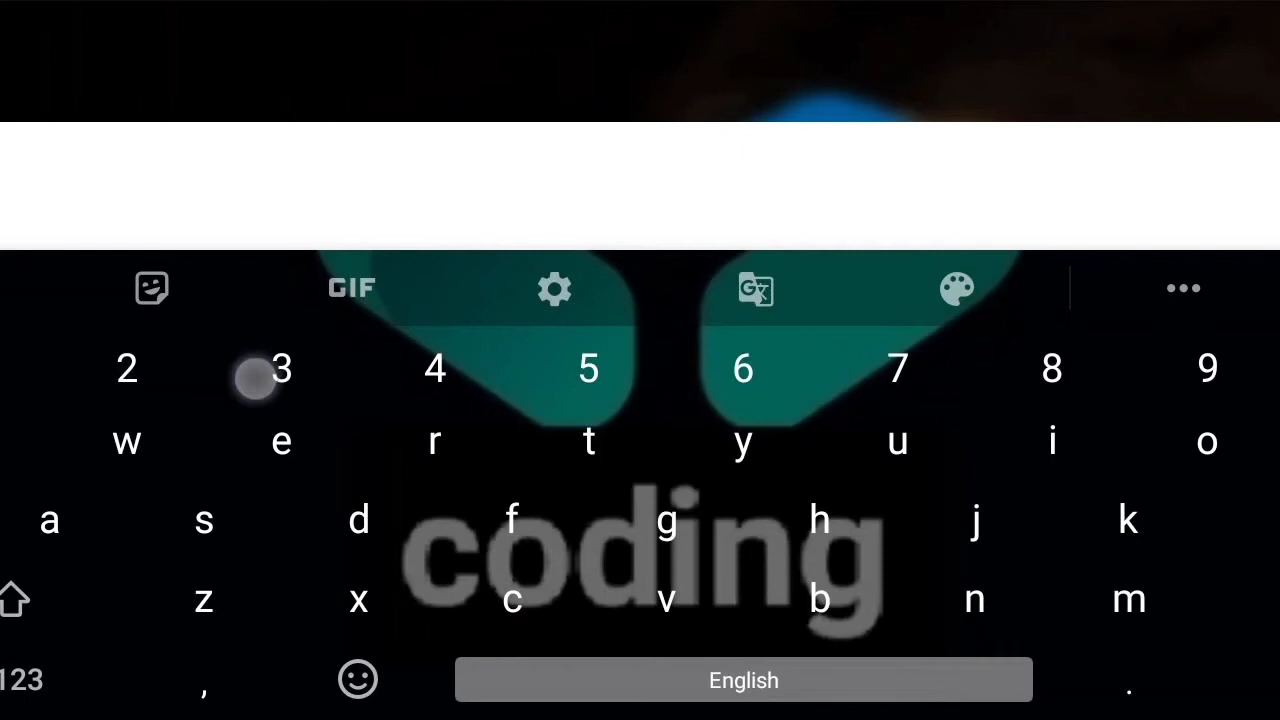 GIF
2 3 4 5 6 7 8 9
w e r t y u i o
a s d f g h j k
coding
z x c v b n m
123 , English .